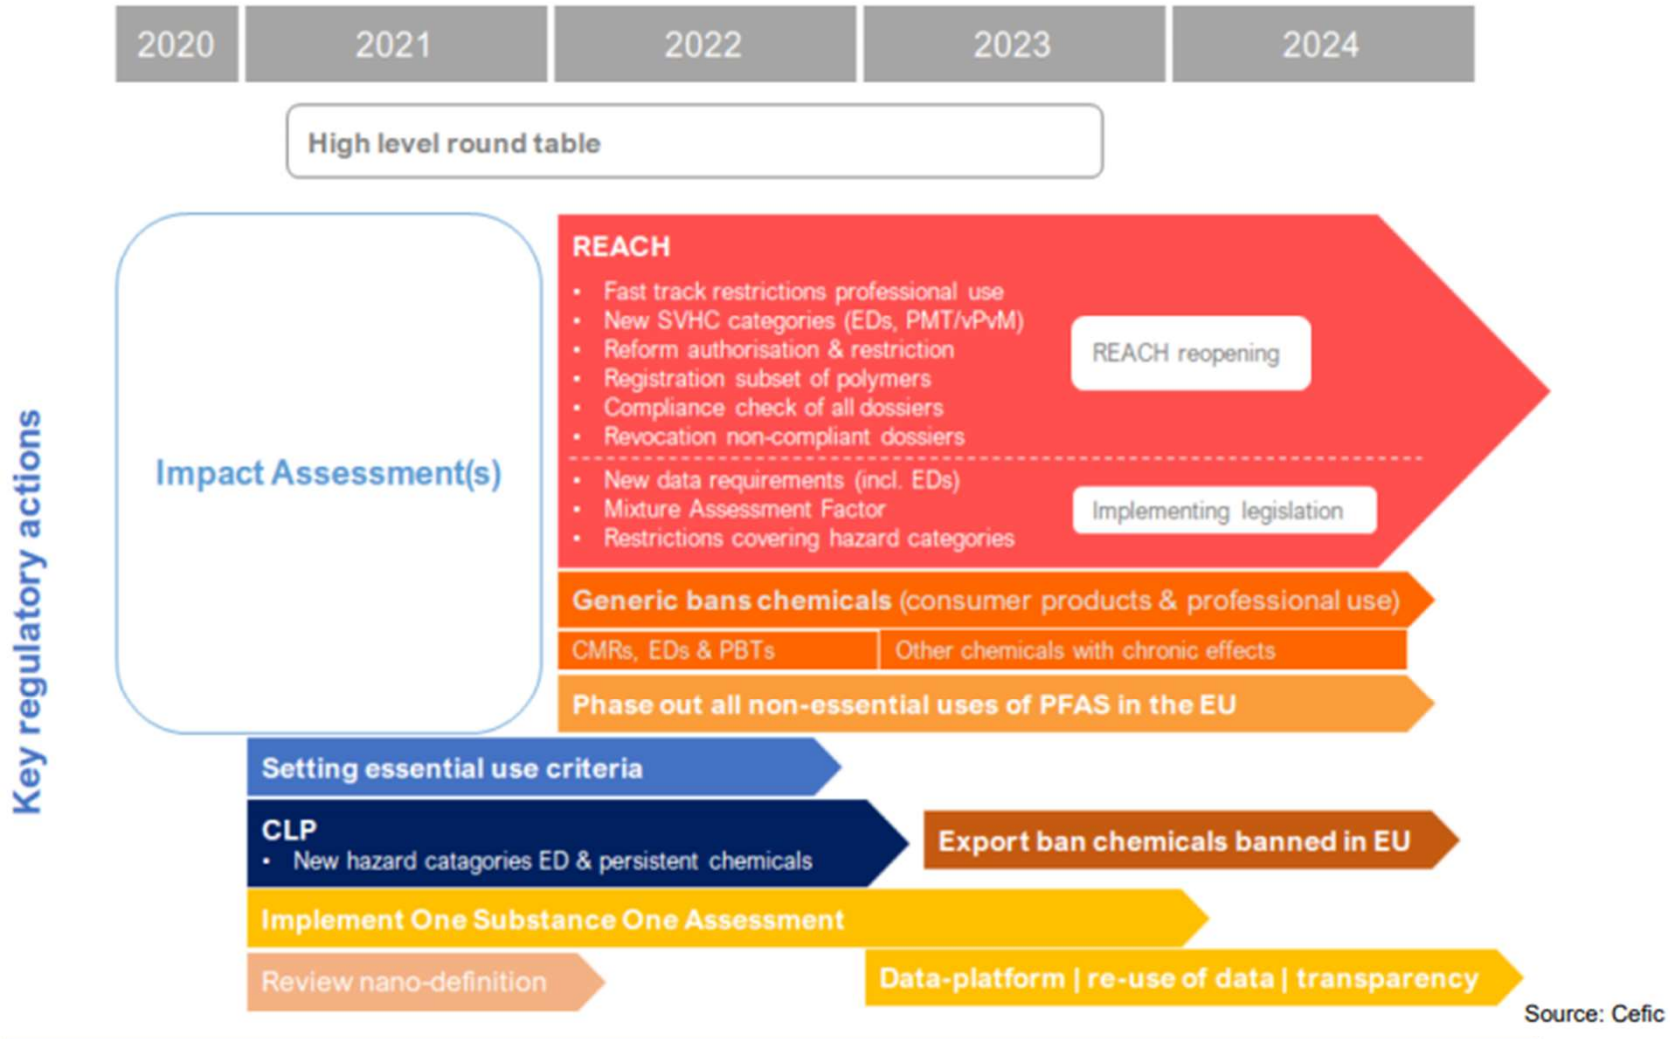 2020 2021 2022 2023 2024
High level round table
Key regulatory actions
Impact Assessment(s)
REACH
• Fast track restrictions professional use
• New SVHC categories (EDs, PMT/vPvM)
• Reform authorisation & restriction
• Registration subset of polymers
• Compliance check of all dossiers
• Revocation non-compliant dossiers
REACH reopening
• New data requirements (incl. EDs)
• Mixture Assessment Factor
• Restrictions covering hazard categories
Implementing legislation
Generic bans chemicals (consumer products & professional use)
CMRs, EDs & PBTs
Other chemicals with chronic effects
Phase out all non-essential uses of PFAS in the EU
Setting essential use criteria
CLP
• New hazard catagories ED & persistent chemicals
Export ban chemicals banned in EU
Implement One Substance One Assessment
Review nano-definition
Data-platform | re-use of data | transparency
Source: Cefic